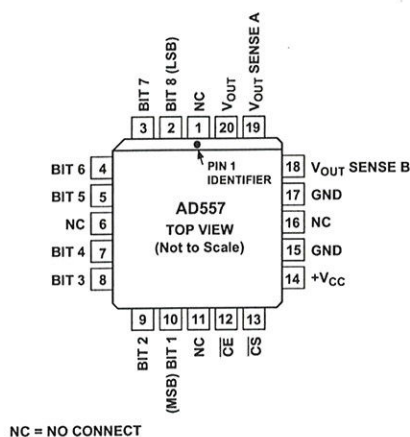 BIT 7
BIT 8 (LSB)
NC
VOUT
VOUT SENSE A
3
2
1
20
19
BIT 6 4
BIT 5 5
NC 6
BIT 4 7
BIT 3 8
PIN 1
IDENTIFIER
AD557
TOP VIEW
(Not to Scale)
18 VOUT SENSE B
17 GND
16 NC
15 GND
14 +VCC
9
10
11
12
13
BIT 2
(MSB) BIT 1
NC
C̅E̅
C̅S̅
NC = NO CONNECT